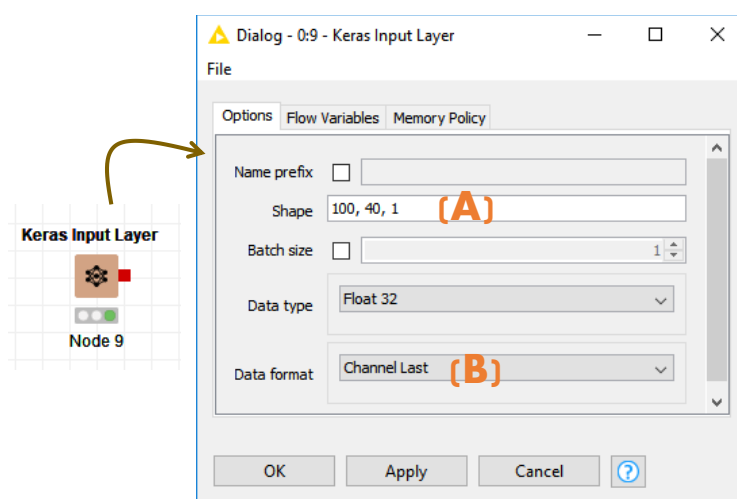 Dialog - 0:9 - Keras Input Layer
File
Options Flow Variables Memory Policy
Name prefix
Shape 100, 40, 1 (A)
Batch size 1
Data type Float 32
Data format Channel Last (B)
OK Apply Cancel ?
Keras Input Layer
Node 9